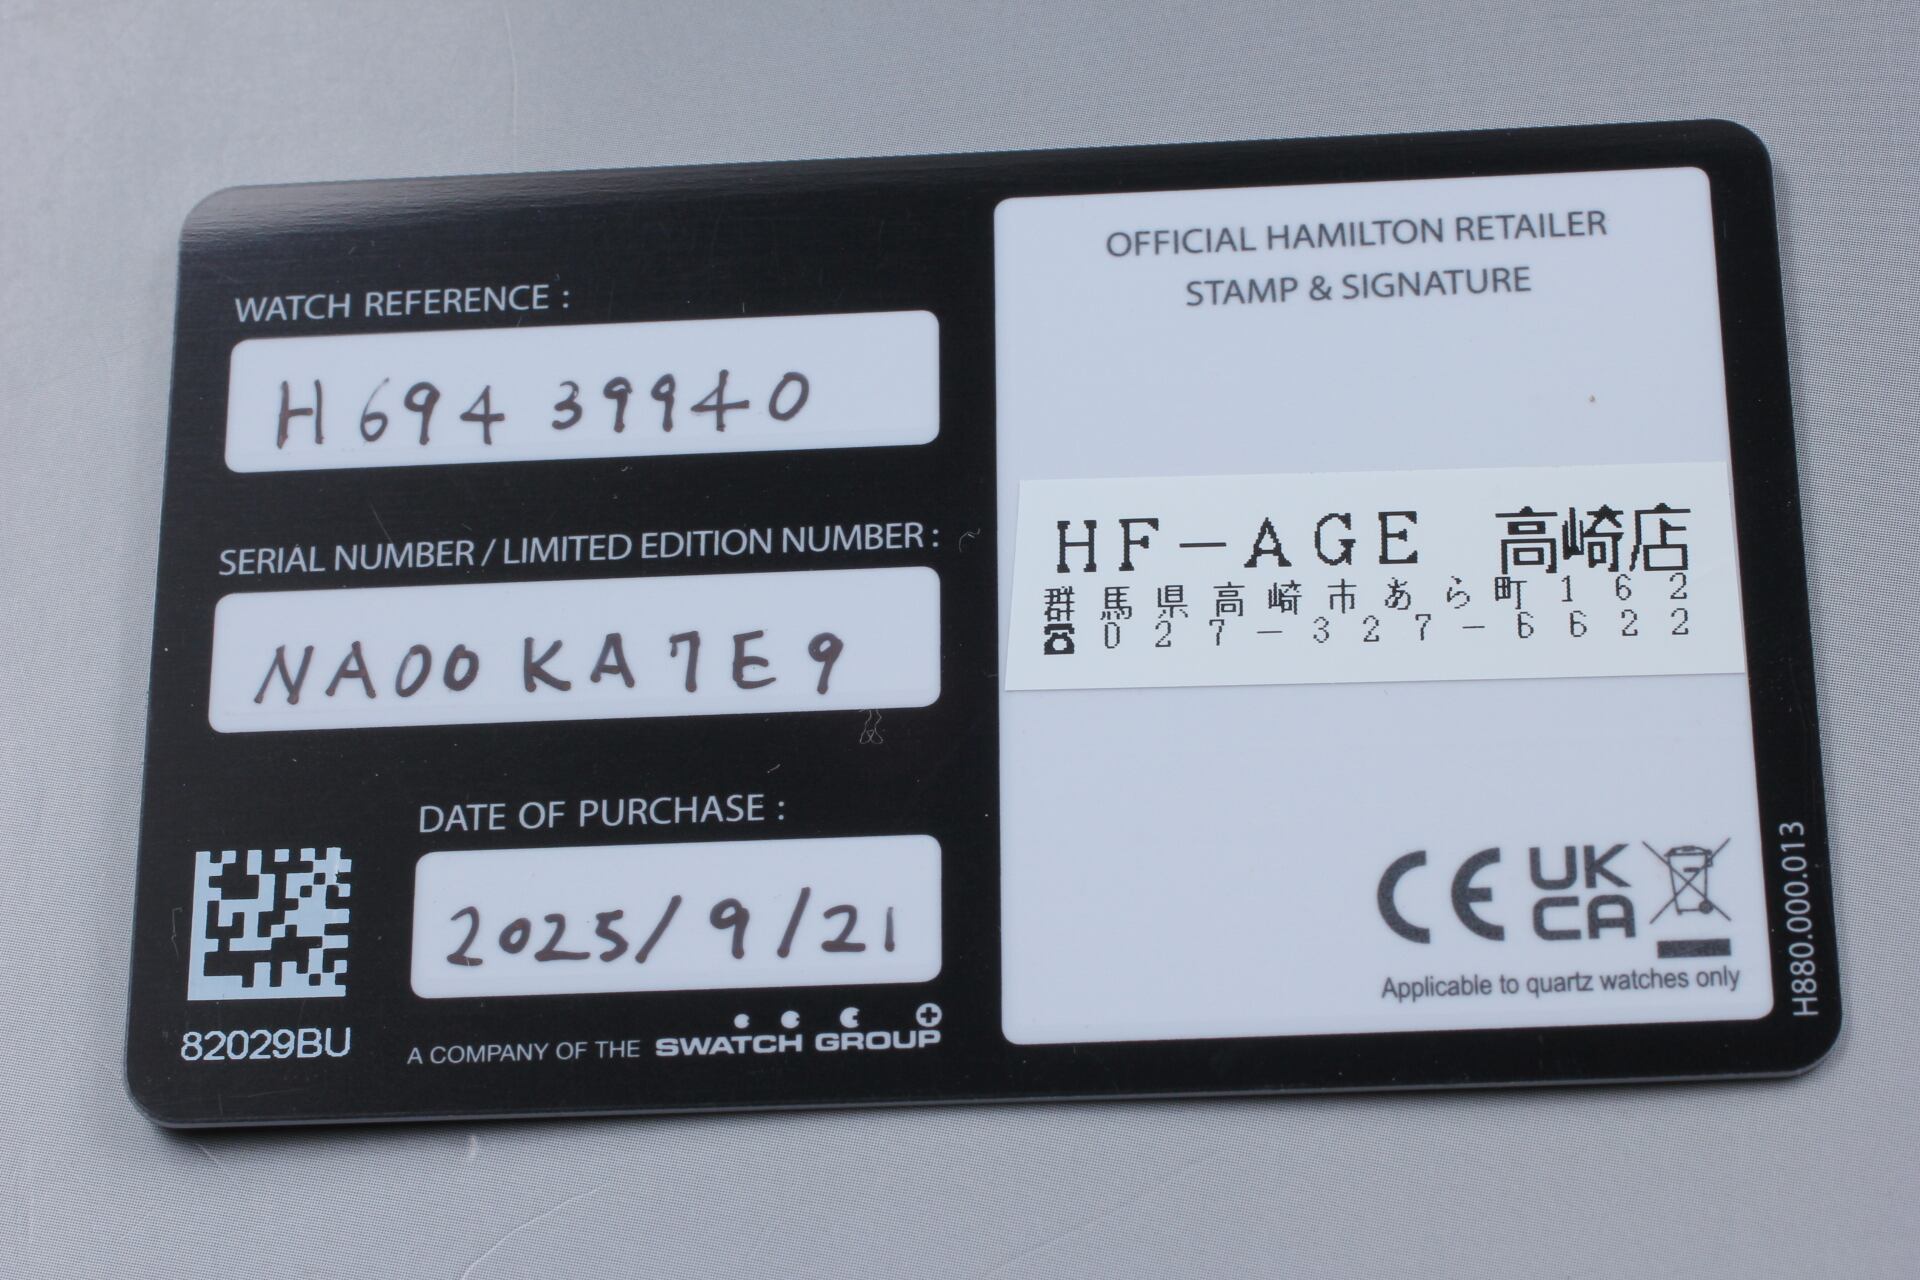 WATCH REFERENCE :
H69439940
SERIAL NUMBER / LIMITED EDITION NUMBER :
NA00KA7E9
DATE OF PURCHASE :
2025/9/21
82029BU
A COMPANY OF THE SWATCH GROUP
OFFICIAL HAMILTON RETAILER
STAMP & SIGNATURE
HF-AGE 高崎店
群馬県高崎市あら町162
☎027-327-6622
CE UK CA
Applicable to quartz watches only
H880.000.013